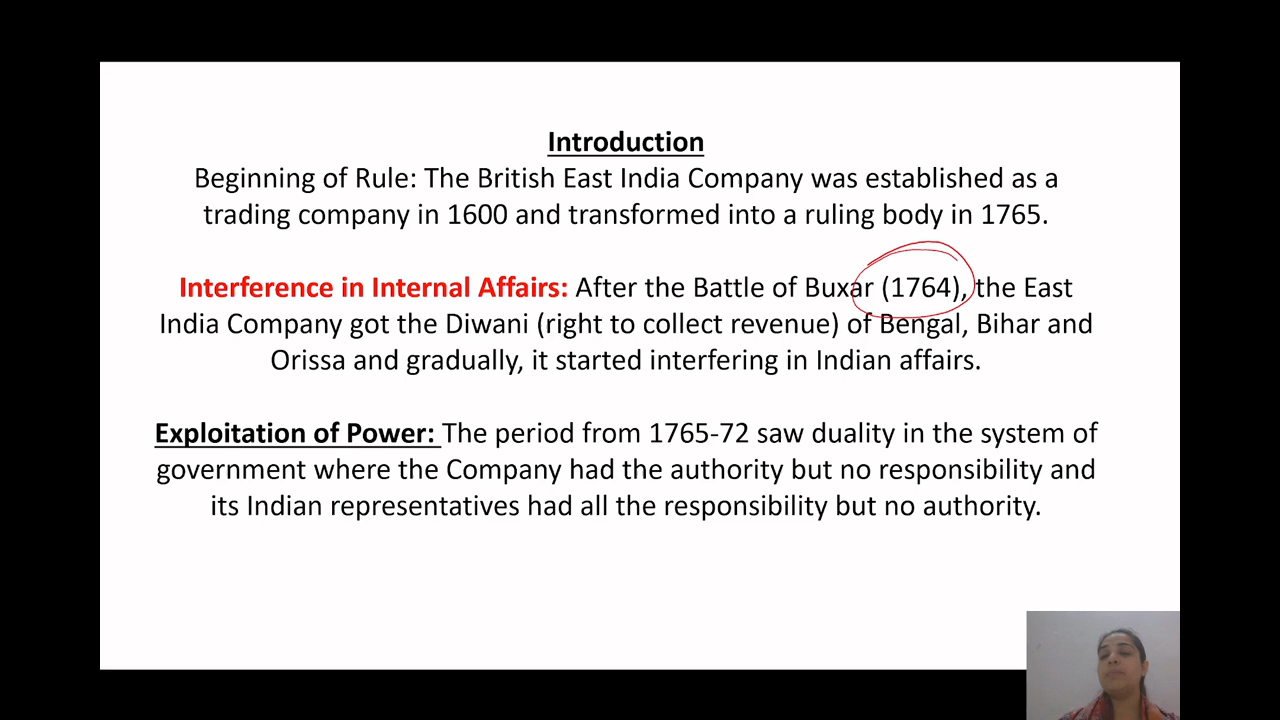 Introduction
Beginning of Rule: The British East India Company was established as a
trading company in 1600 and transformed into a ruling body in 1765.
Interference in Internal Affairs: After the Battle of Buxar (1764), the East
India Company got the Diwani (right to collect revenue) of Bengal, Bihar and
Orissa and gradually, it started interfering in Indian affairs.
Exploitation of Power: The period from 1765-72 saw duality in the system of
government where the Company had the authority but no responsibility and
its Indian representatives had all the responsibility but no authority.